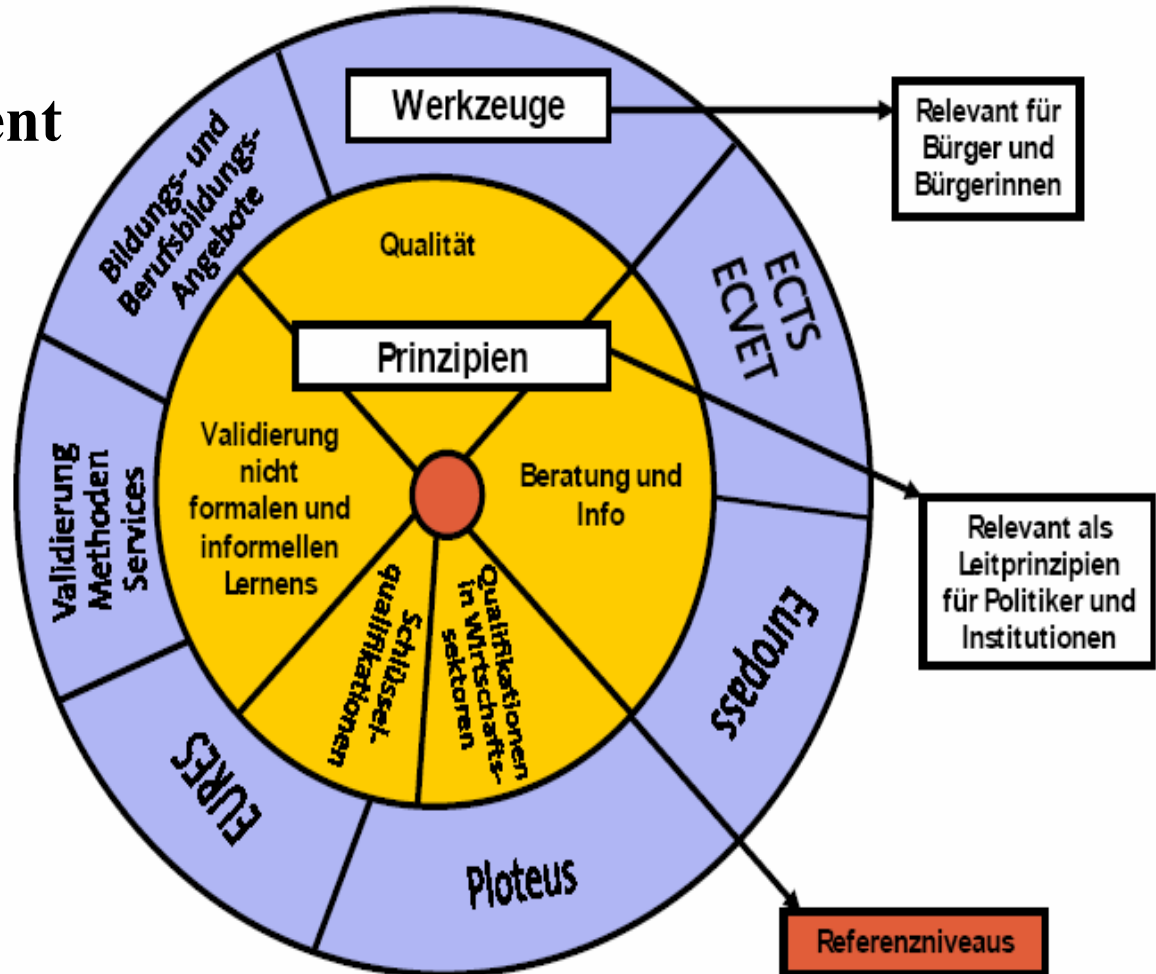 ent
Werkzeuge
Relevant für
Bürger und
Bürgerinnen
Bildungs- und
Berufsbildungs-
Angebote
Qualität
ECTS
ECVET
Prinzipien
Validierung
nicht
formalen und
informellen
Lernens
Beratung und
Info
Validierung
Methoden
Services
Relevant als
Leitprinzipien
für Politiker und
Institutionen
Schlüssel-
qualifikationen
Qualifikationen
in Wirtschafts-
sektoren
Europass
EURES
Ploteus
Referenzniveaus